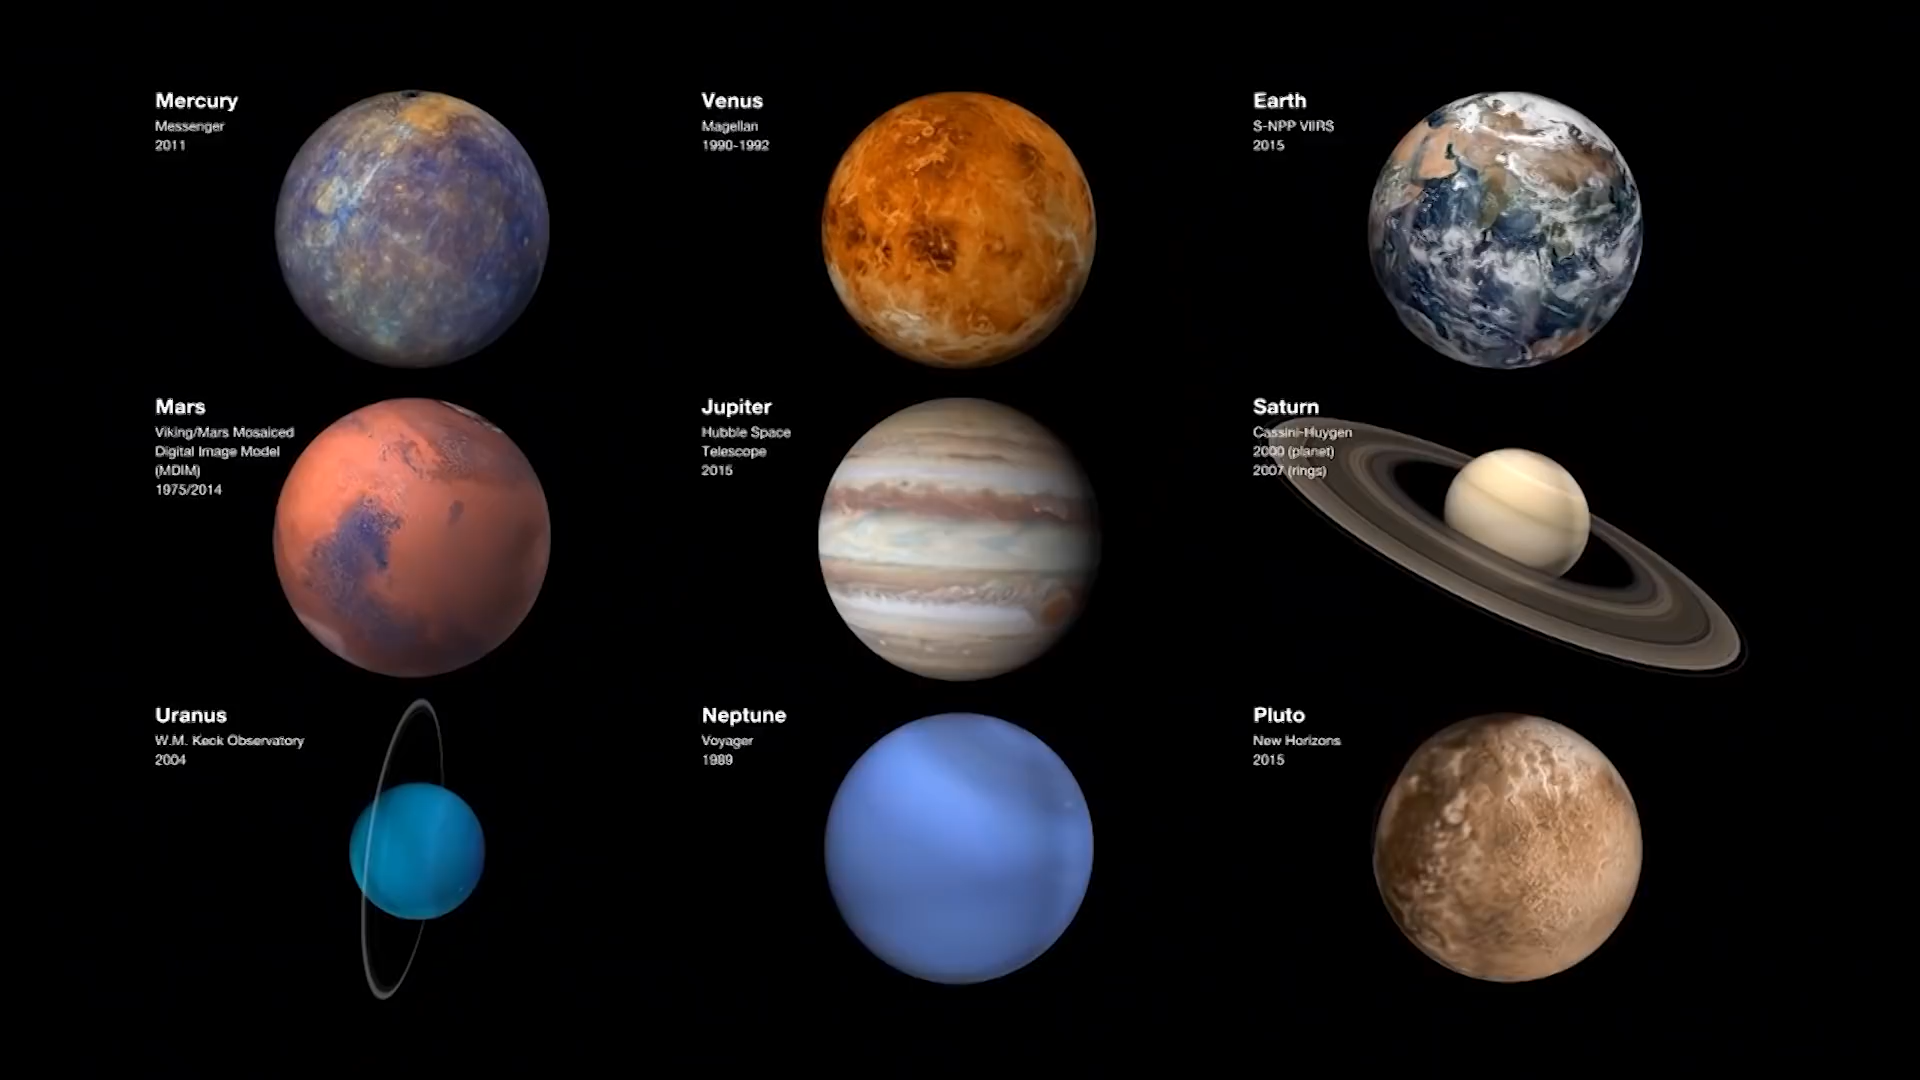 Mercury
Messenger
2011
Venus
Magellan
1990-1992
Earth
S-NPP VIIRS
2015
Mars
Viking/Mars Mosaiced
Digital Image Model
(MDIM)
1975/2014
Jupiter
Hubble Space
Telescope
2015
Saturn
Cassini-Huygen
2000 (planet)
2007 (rings)
Uranus
W.M. Keck Observatory
2004
Neptune
Voyager
1989
Pluto
New Horizons
2015